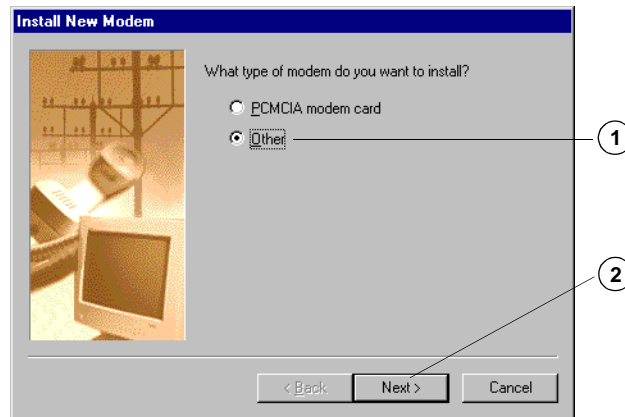 Install New Modem
What type of modem do you want to install?
PCMCIA modem card
Other
1
2
< Back
Next >
Cancel